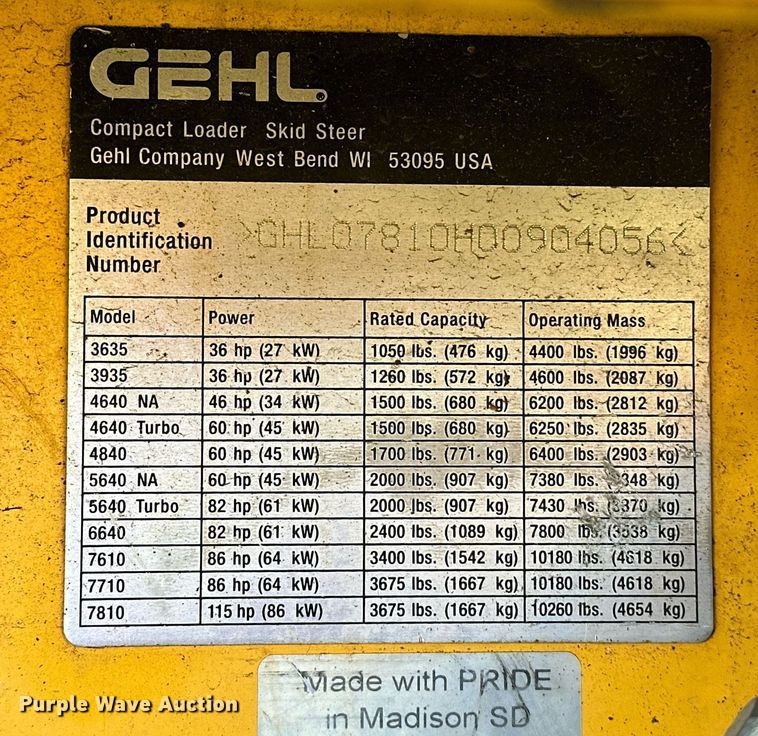 GEHL
Compact Loader Skid Steer
Gehl Company West Bend WI 53095 USA
Product
Identification
Number
>GHL07810H00904056<
Model Power Rated Capacity Operating Mass
3635 36 hp (27 kW) 1050 lbs. (476 kg) 4400 lbs. (1996 kg)
3935 36 hp (27 kW) 1260 lbs. (572 kg) 4600 lbs. (2087 kg)
4640 NA 46 hp (34 kW) 1500 lbs. (680 kg) 6200 lbs. (2812 kg)
4640 Turbo 60 hp (45 kW) 1500 lbs. (680 kg) 6250 lbs. (2835 kg)
4840 60 hp (45 kW) 1700 lbs. (771 kg) 6400 lbs. (2903 kg)
5640 NA 60 hp (45 kW) 2000 lbs. (907 kg) 7380 lbs. kg)
5640 Turbo 82 hp (61 kW) 2000 lbs. (907 kg) 7430 lbs. (3370 kg)
6640 82 hp (61 kW) 2400 lbs. (1089 kg) 7800 lbs. (3538 kg)
7610 86 hp (64 kW) 3400 lbs. (1542 kg) 10180 lbs. (4618 kg)
7710 86 hp (64 kW) 3675 lbs. (1667 kg) 10180 lbs. (4618 kg)
7810 115 hp (86 kW) 3675 lbs. (1667 kg) 10260 lbs. (4654 kg)
Made with PRIDE
in Madison SD
Purple Wave Auction